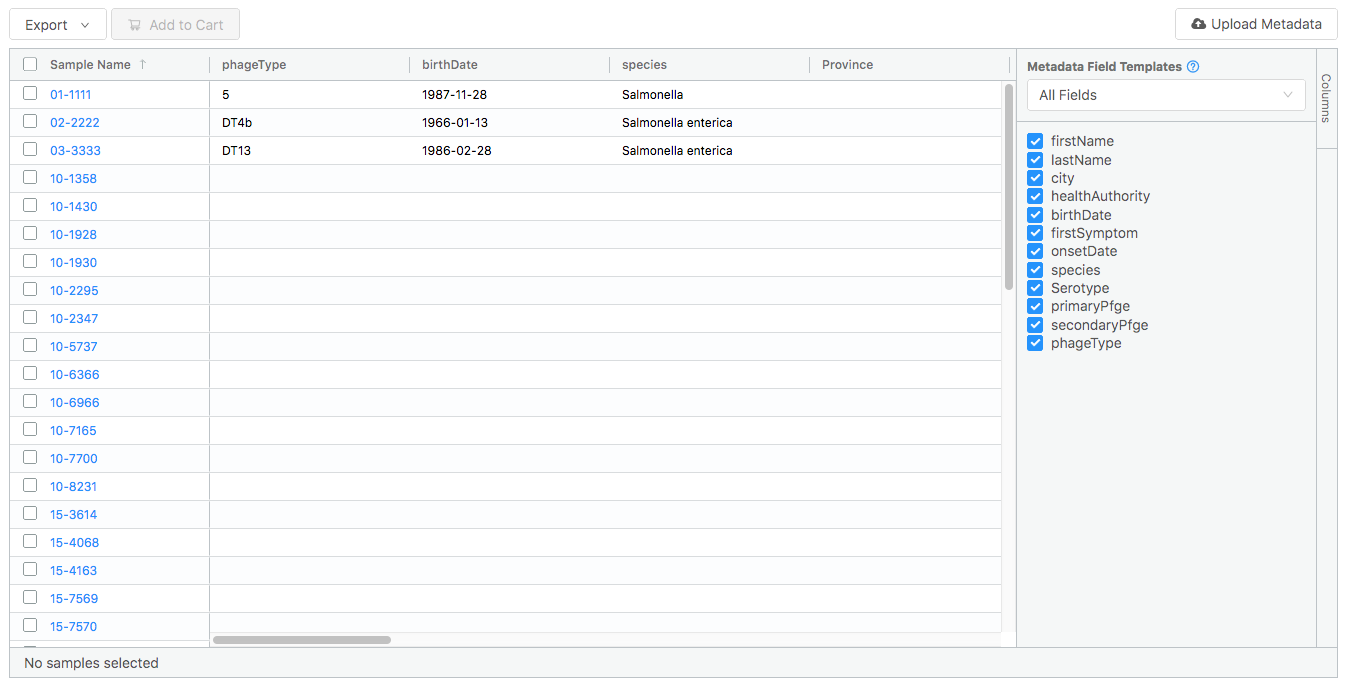 Export Add to Cart Upload Metadata
Sample Name ↑ phageType birthDate species Province
01-1111 5 1987-11-28 Salmonella
02-2222 DT4b 1966-01-13 Salmonella enterica
03-3333 DT13 1986-02-28 Salmonella enterica
10-1358
10-1430
10-1928
10-1930
10-2295
10-2347
10-5737
10-6366
10-6966
10-7165
10-7700
10-8231
15-3614
15-4068
15-4163
15-7569
15-7570
Metadata Field Templates ?
All Fields
firstName
lastName
city
healthAuthority
birthDate
firstSymptom
onsetDate
species
Serotype
primaryPfge
secondaryPfge
phageType
Columns
No samples selected